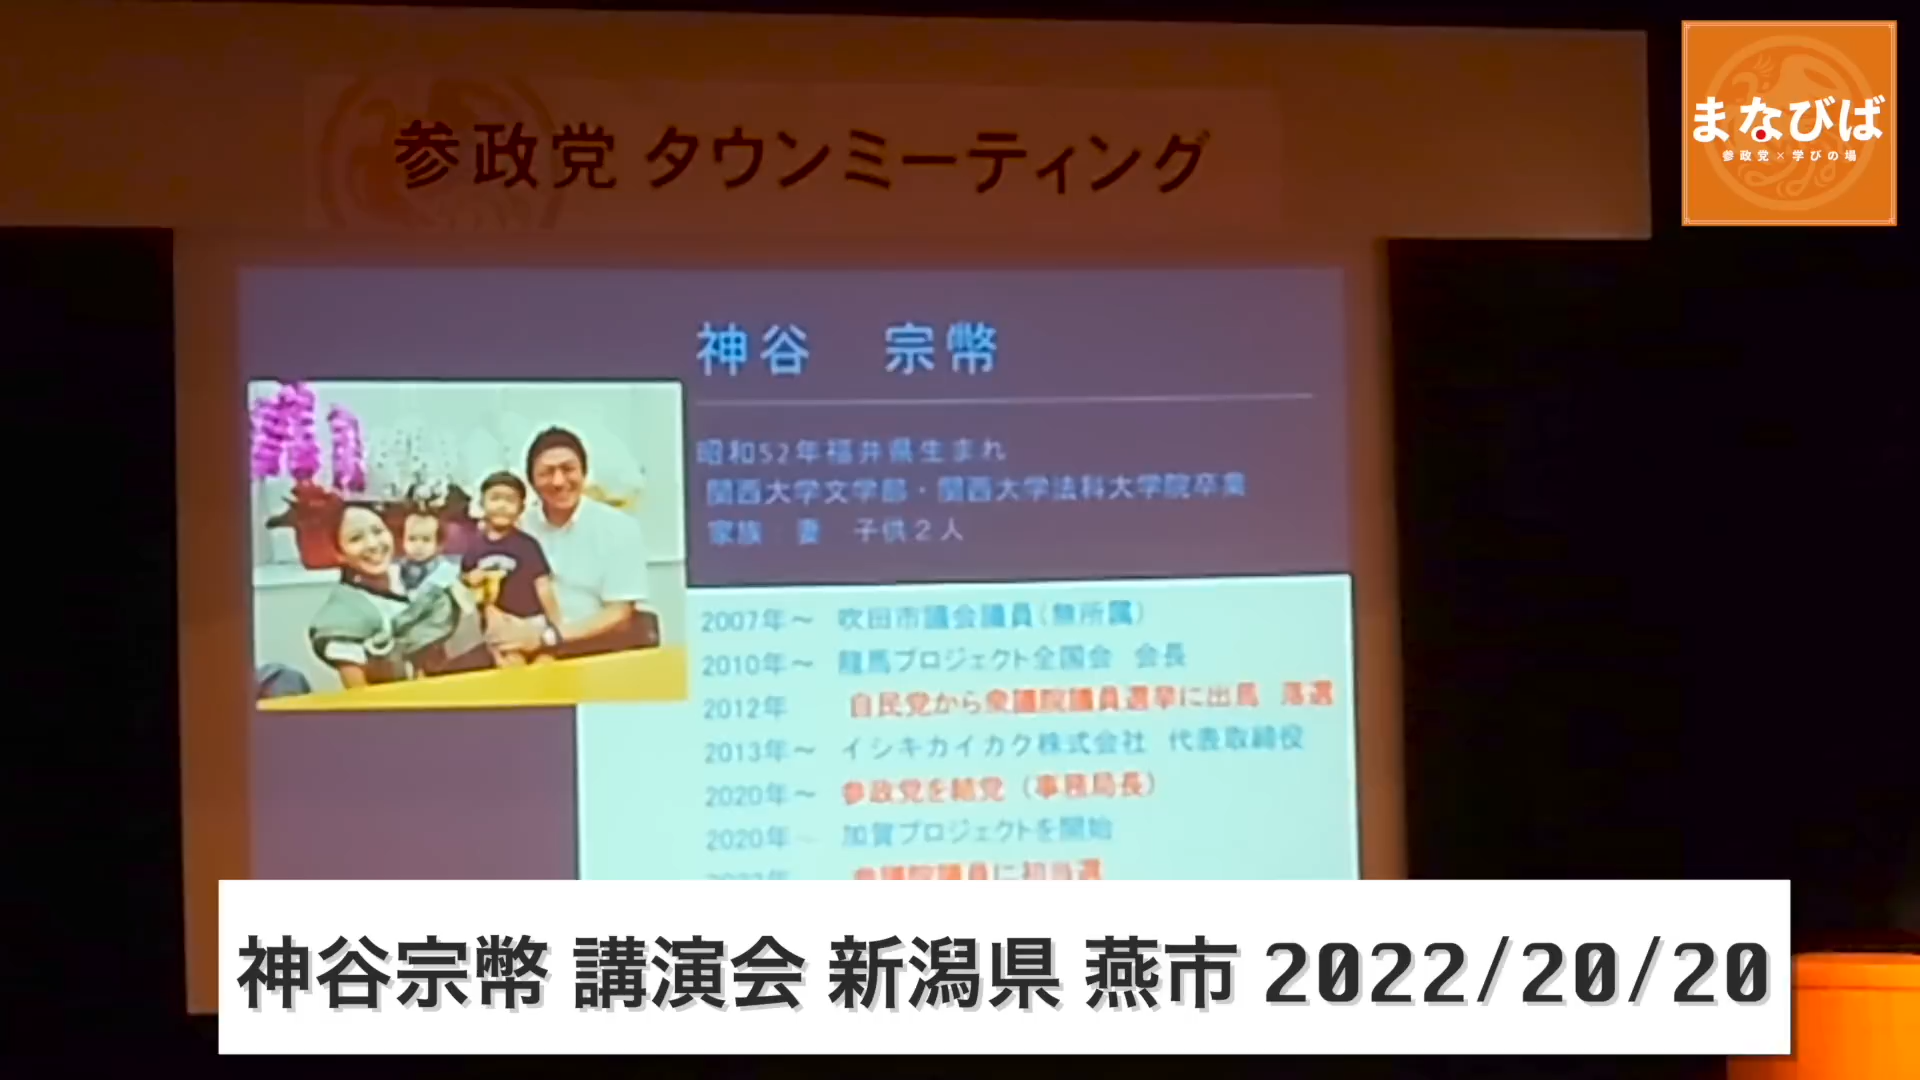 参政党 タウンミーティング
まなびば
参政党×学びの場
神谷　宗幣
昭和52年福井県生まれ
関西大学文学部・関西大学法科大学院卒業
家族：妻　子供２人
2007年～ 吹田市議会議員（無所属）
2010年～ 龍馬プロジェクト全国会 会長
2012年 自民党から衆議院議員選挙に出馬 落選
2013年～ イシキカイカク株式会社 代表取締役
2020年～ 参政党を結党（事務局長）
2020年～ 加賀プロジェクトを開始
神谷宗幣 講演会 新潟県 燕市 2022/20/20